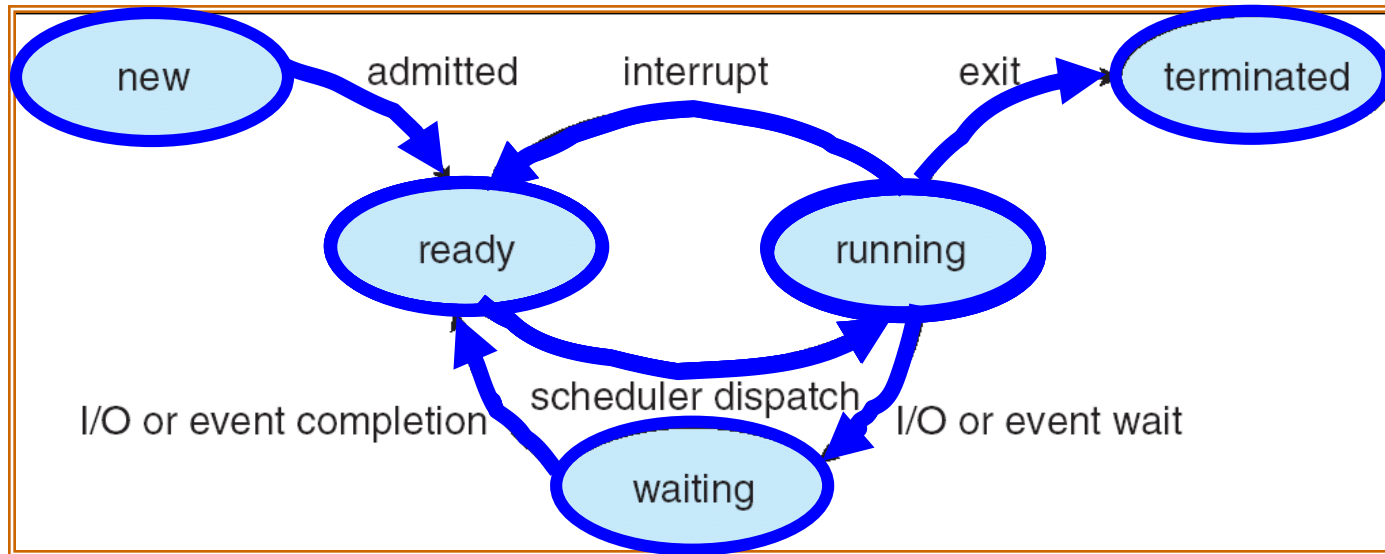 new
admitted
interrupt
exit
terminated
ready
running
scheduler dispatch
I/O or event completion
I/O or event wait
waiting